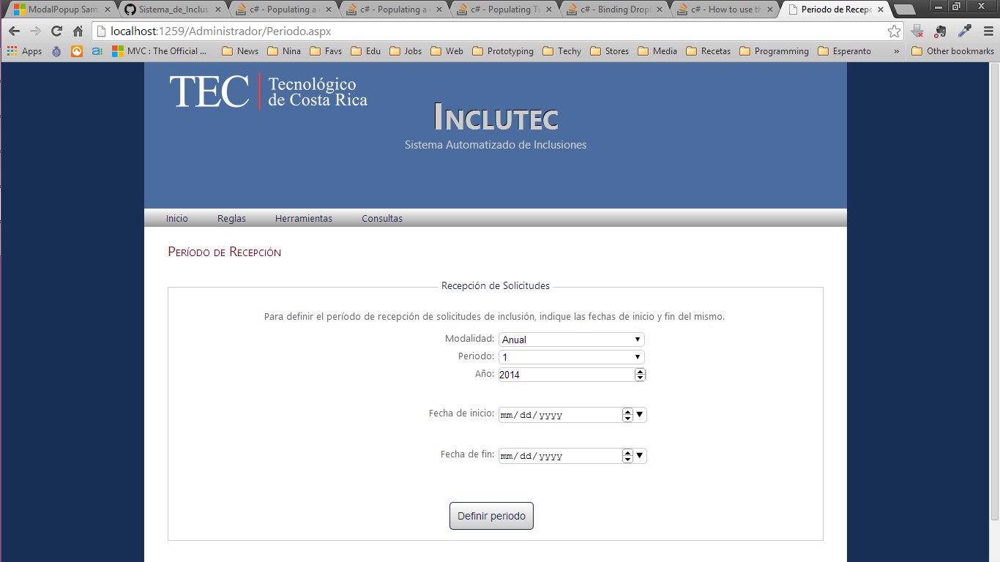 ModalPopup Sam
Sistema_de_Inclus
c# - Populating a
c# - Populating a
c# - Populating
c# - Binding Drop
c# - How to use th
Periodo de Recep
localhost:1259/Administrador/Periodo.aspx
Apps
MVC : The Official ...
News
Nina
Favs
Edu
Jobs
Web
Prototyping
Techy
Stores
Media
Recetas
Programming
Esperanto
»
Other bookmarks
TEC
Tecnológico
de Costa Rica
INCLUTEC
Sistema Automatizado de Inclusiones
Inicio Reglas Herramientas Consultas
PERÍODO DE RECEPCIÓN
Recepción de Solicitudes
Para definir el período de recepción de solicitudes de inclusión, indique las fechas de inicio y fin del mismo.
Modalidad: Anual
Periodo: 1
Año: 2014
Fecha de inicio: mm/dd/yyyy
Fecha de fin: mm/dd/yyyy
Definir periodo